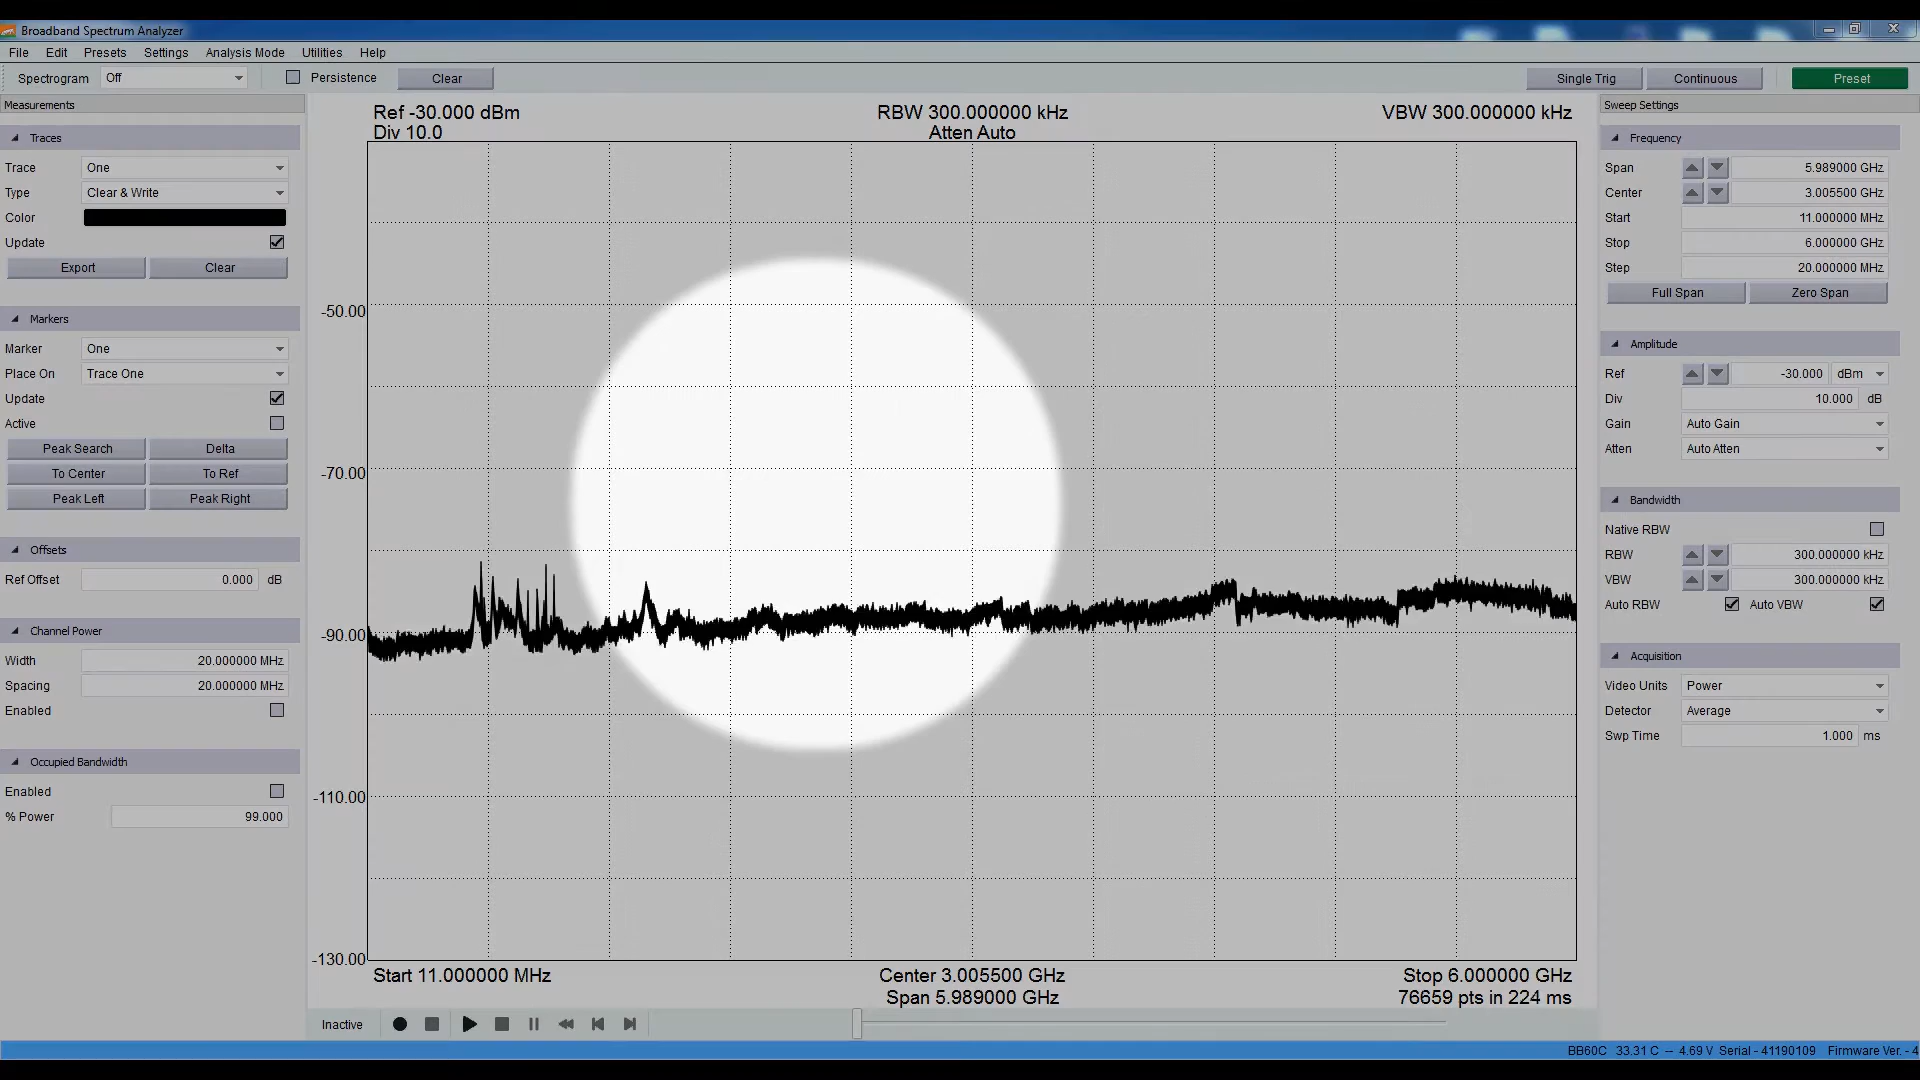 Broadband Spectrum Analyzer
File Edit Presets Settings Analysis Mode Utilities Help
Spectrogram Off Persistence Clear Single Trig Continuous Preset
Measurements
Traces
Trace One
Type Clear & Write
Color
Update
Export Clear
Markers
Marker One
Place On Trace One
Update
Active
Peak Search Delta
To Center To Ref
Peak Left Peak Right
Offsets
Ref Offset 0.000 dB
Channel Power
Width 20.000000 MHz
Spacing 20.000000 MHz
Enabled
Occupied Bandwidth
Enabled
% Power 99.000
Ref -30.000 dBm RBW 300.000000 kHz VBW 300.000000 kHz
Div 10.0 Atten Auto
-50.00
-70.00
-90.00
-110.00
-130.00
Start 11.000000 MHz Center 3.005500 GHz Stop 6.000000 GHz
Span 5.989000 GHz 76659 pts in 224 ms
Inactive
Sweep Settings
Frequency
Span 5.989000 GHz
Center 3.005500 GHz
Start 11.000000 MHz
Stop 6.000000 GHz
Step 20.000000 MHz
Full Span Zero Span
Amplitude
Ref -30.000 dBm
Div 10.000 dB
Gain Auto Gain
Atten Auto Atten
Bandwidth
Native RBW
RBW 300.000000 kHz
VBW 300.000000 kHz
Auto RBW Auto VBW
Acquisition
Video Units Power
Detector Average
Swp Time 1.000 ms
BB60C 33.31 C -- 4.69 V Serial - 41190109 Firmware Ver. - 4